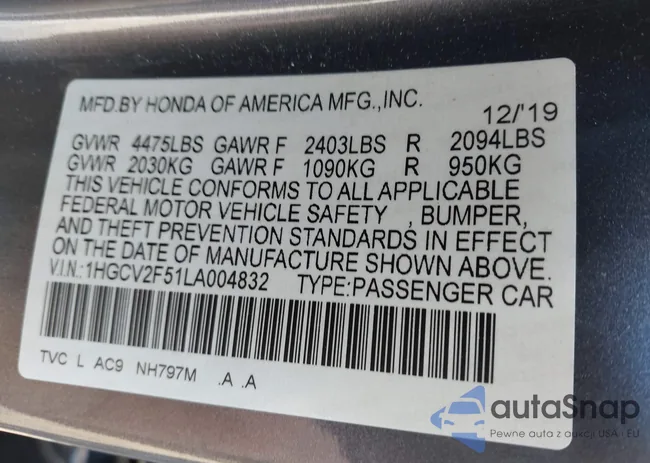 MFD.BY HONDA OF AMERICA MFG.,INC.
12/'19
GVWR 4475LBS GAWR F 2403LBS R 2094LBS
GVWR 2030KG GAWR F 1090KG R 950KG
THIS VEHICLE CONFORMS TO ALL APPLICABLE
FEDERAL MOTOR VEHICLE SAFETY , BUMPER,
AND THEFT PREVENTION STANDARDS IN EFFECT
ON THE DATE OF MANUFACTURE SHOWN ABOVE.
V.I.N.:1HGCV2F51LA004832 TYPE:PASSENGER CAR
TVC L AC9 NH797M .A .A
autaSnap
Pewne auta z aukcji USA - EU